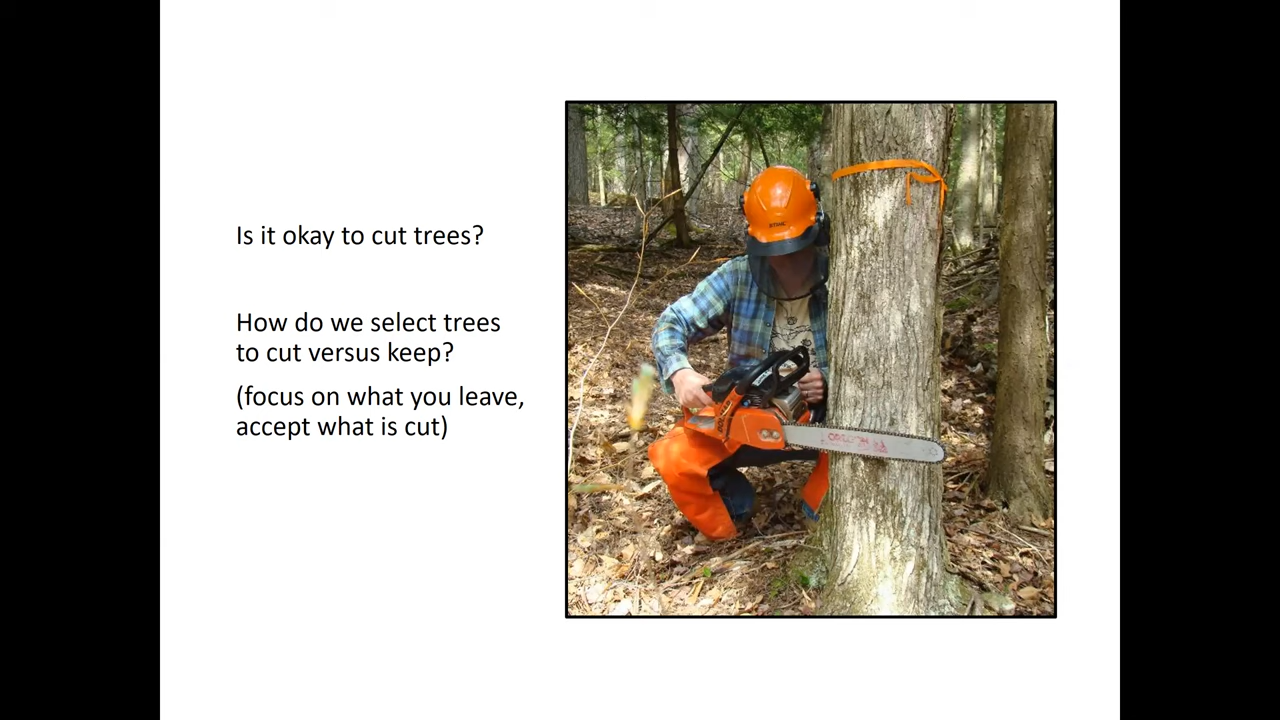 Is it okay to cut trees?
How do we select trees
to cut versus keep?
(focus on what you leave,
accept what is cut)
STIHL